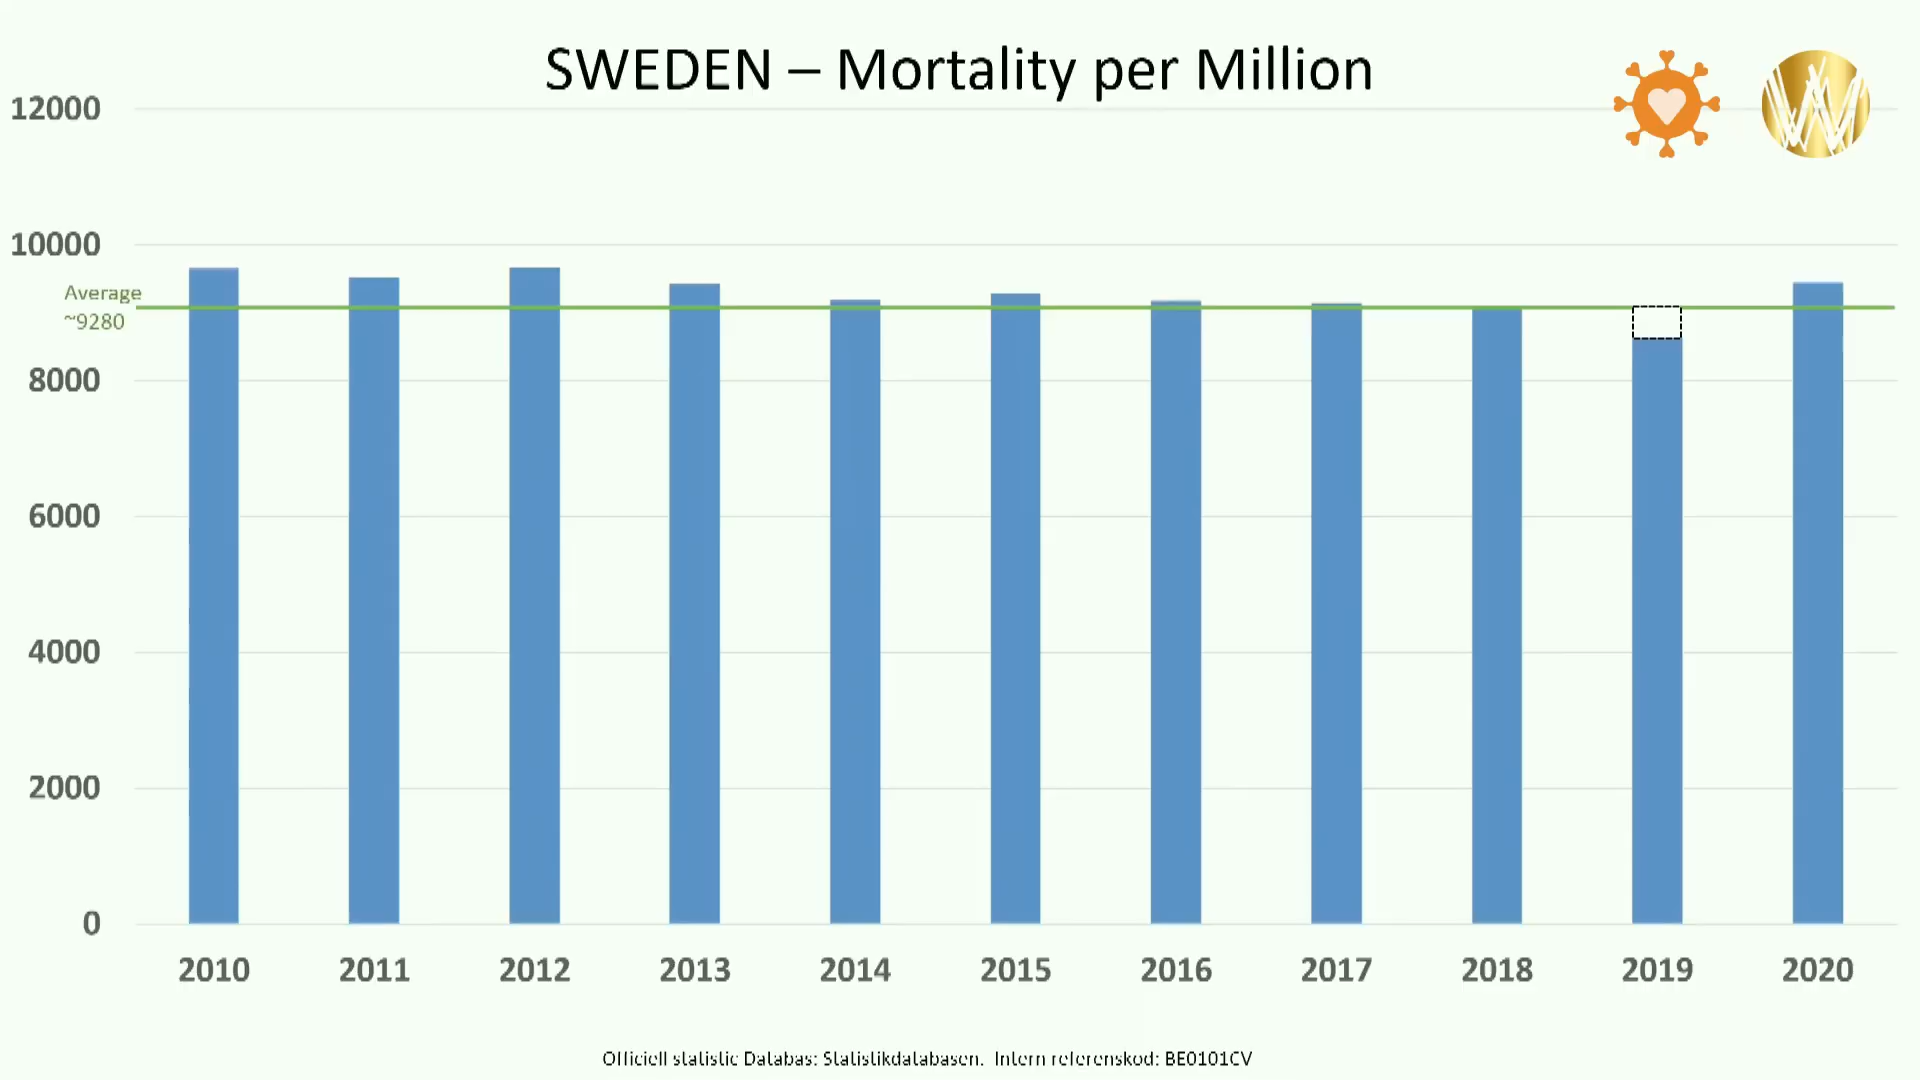 SWEDEN – Mortality per Million
12000
10000
Average
~9280
8000
6000
4000
2000
0
2010 2011 2012 2013 2014 2015 2016 2017 2018 2019 2020
Officiell statistic Databas: Statistikdatabasen. Intern referenskod: BE0101CV